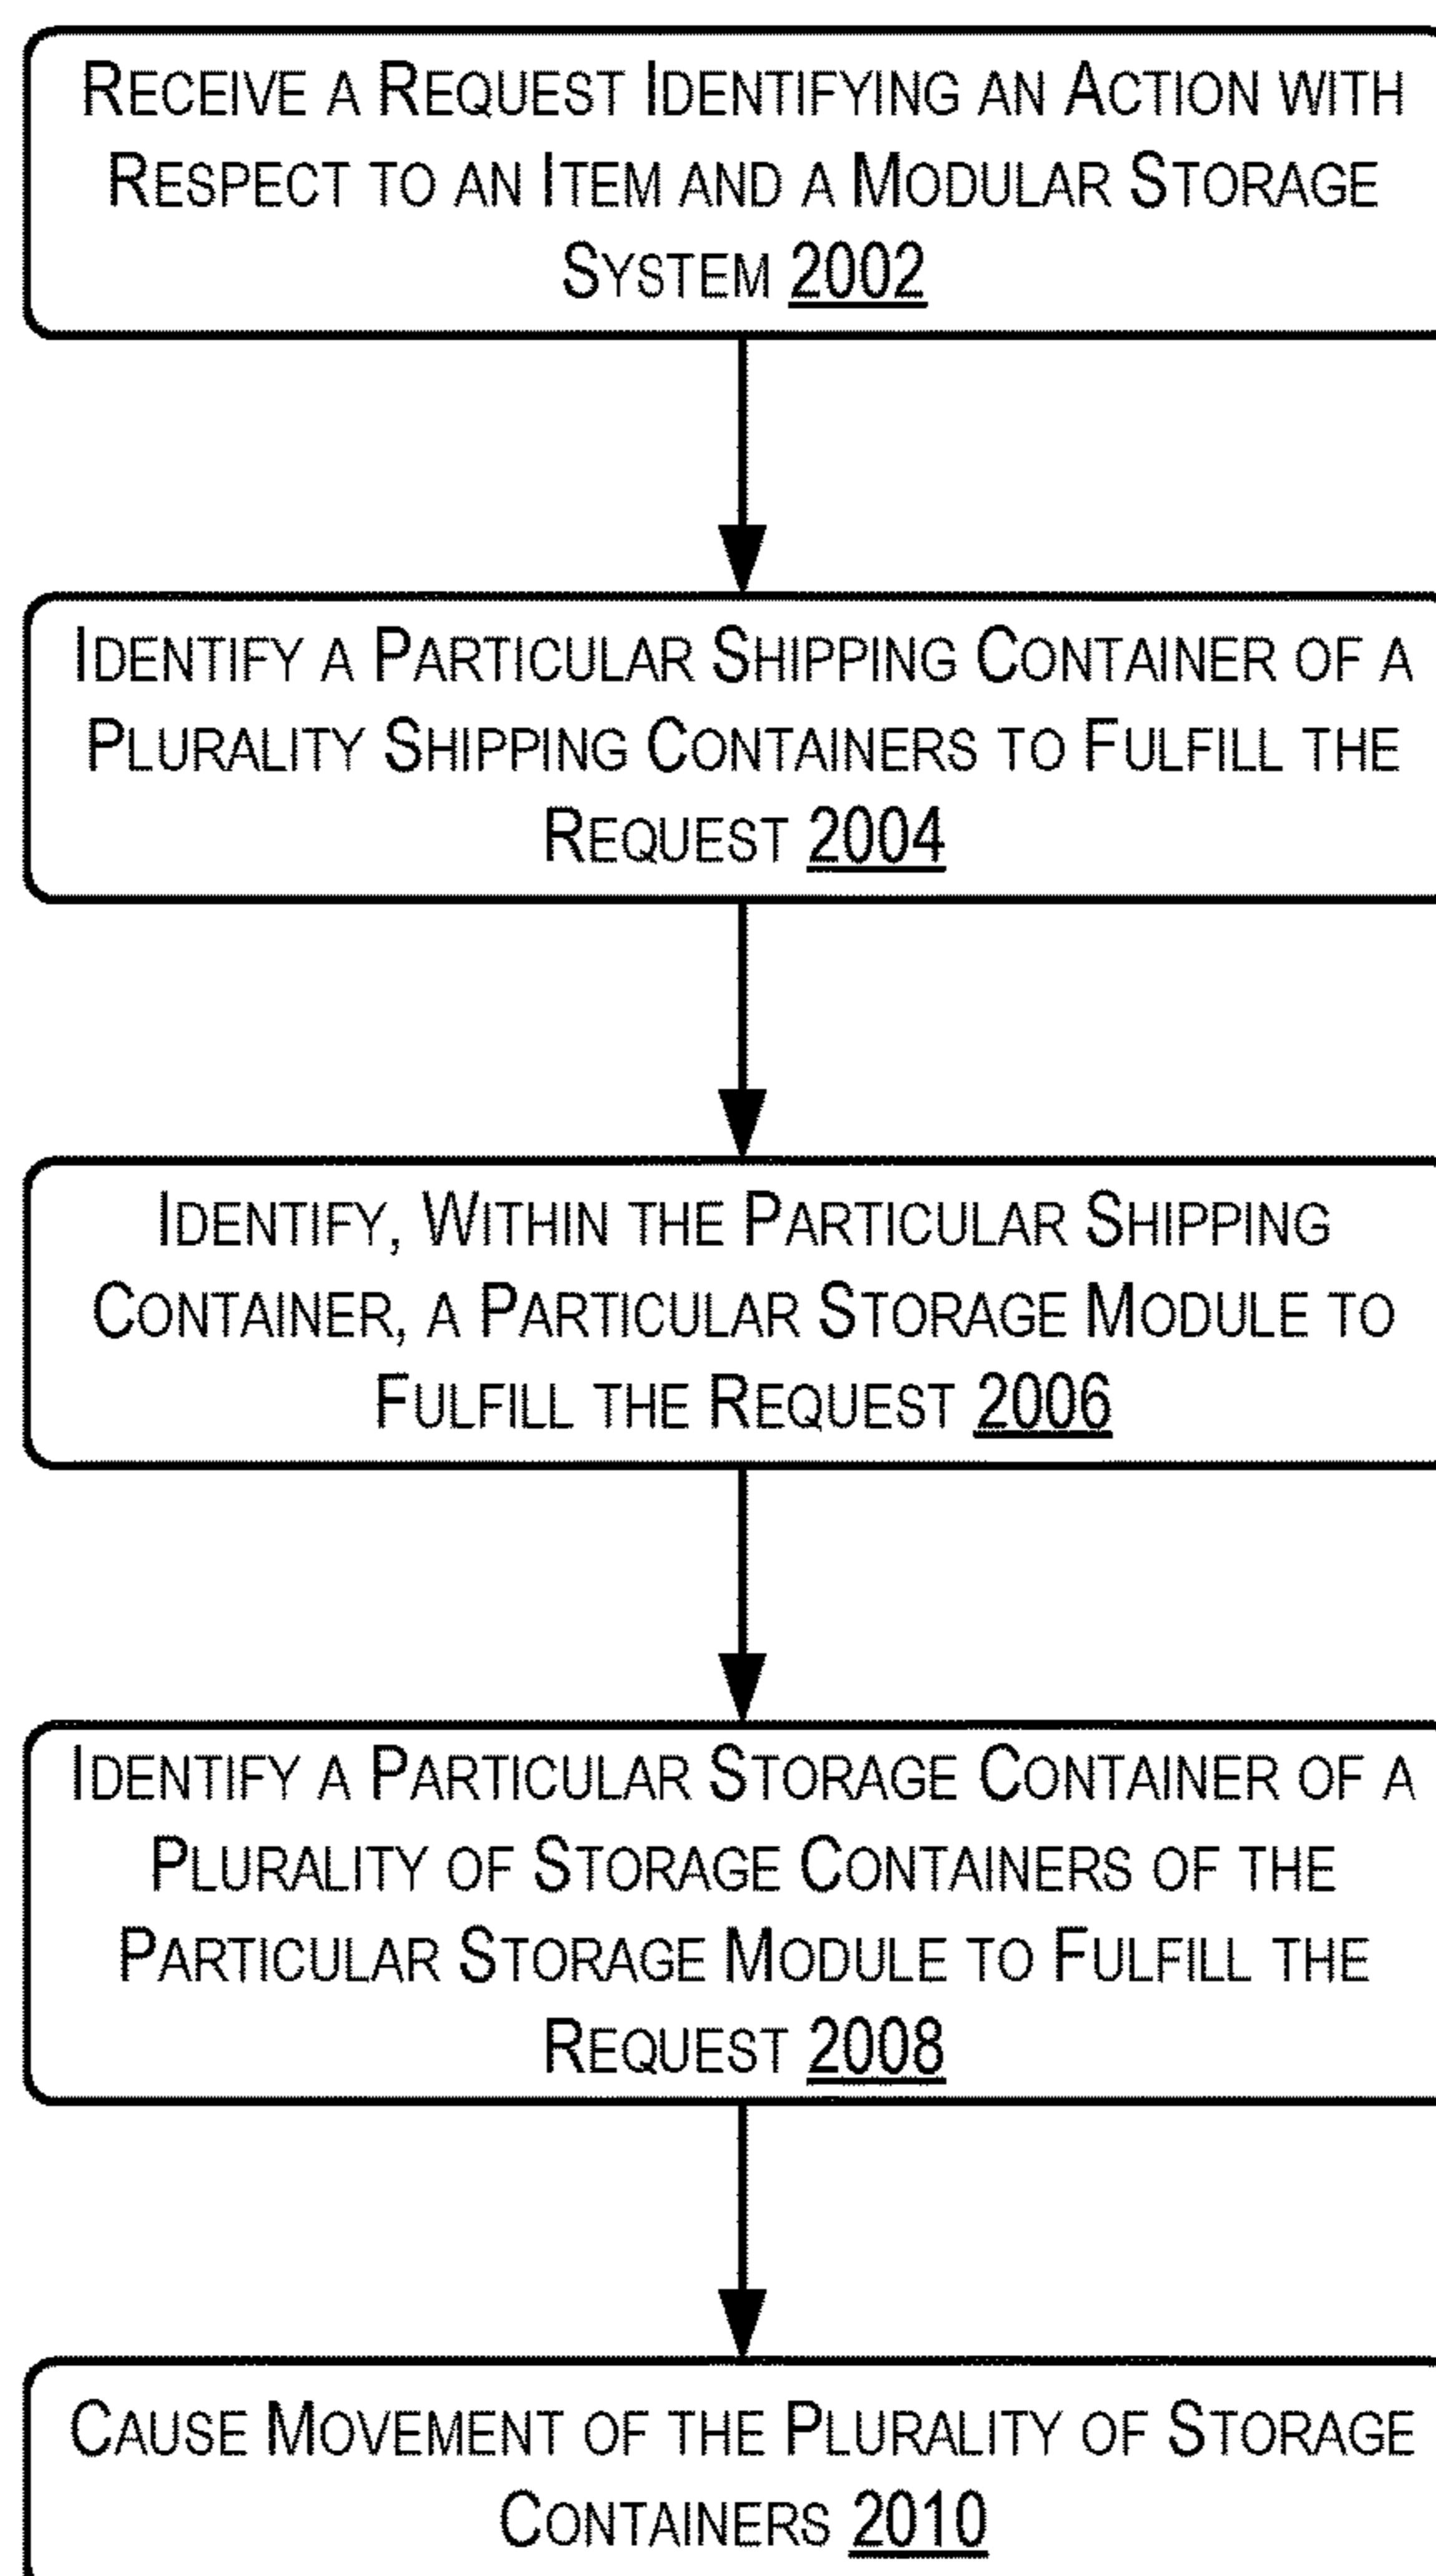 RECEIVE A REQUEST IDENTIFYING AN ACTION WITH
RESPECT TO AN ITEM AND A MODULAR STORAGE
SYSTEM 2002
IDENTIFY A PARTICULAR SHIPPING CONTAINER OF A
PLURALITY SHIPPING CONTAINERS TO FULFILL THE
REQUEST 2004
IDENTIFY, WITHIN THE PARTICULAR SHIPPING
CONTAINER, A PARTICULAR STORAGE MODULE TO
FULFILL THE REQUEST 2006
IDENTIFY A PARTICULAR STORAGE CONTAINER OF A
PLURALITY OF STORAGE CONTAINERS OF THE
PARTICULAR STORAGE MODULE TO FULFILL THE
REQUEST 2008
CAUSE MOVEMENT OF THE PLURALITY OF STORAGE
CONTAINERS 2010